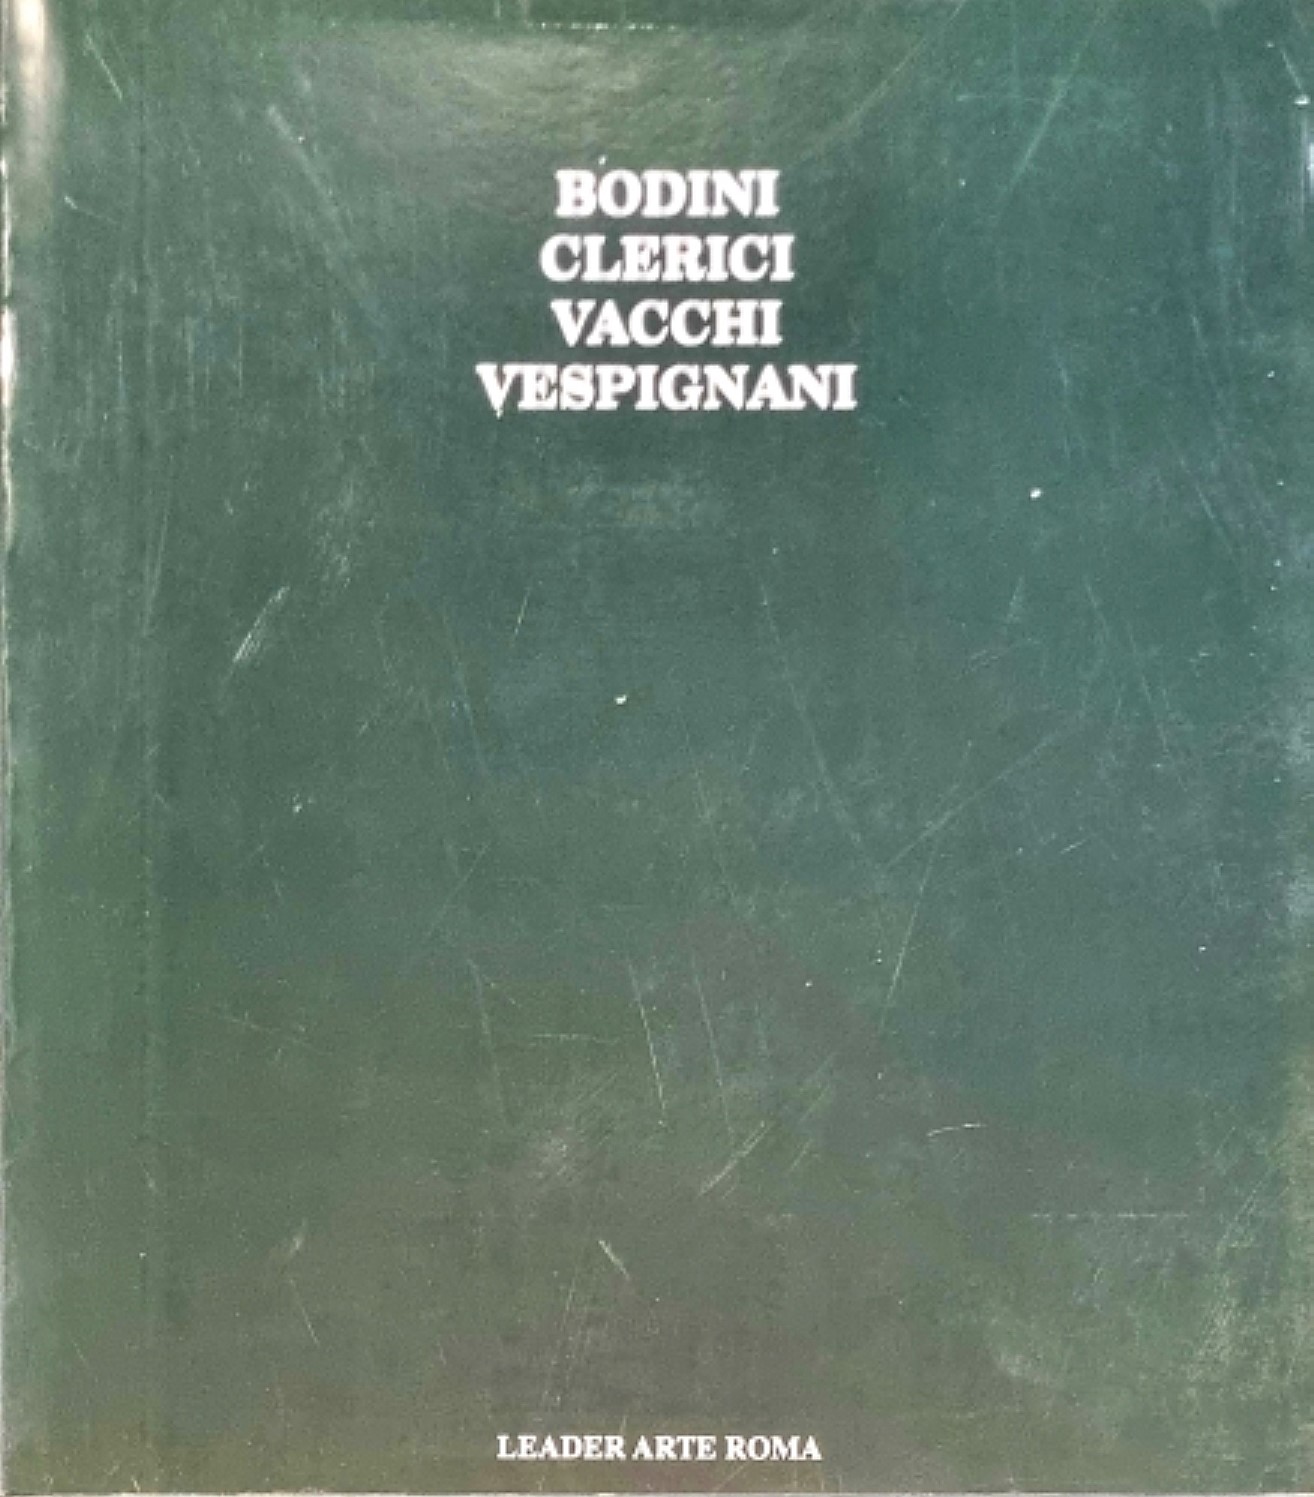 BODINI
CLERICI
VACCHI
VESPIGNANI
LEADER ARTE ROMA